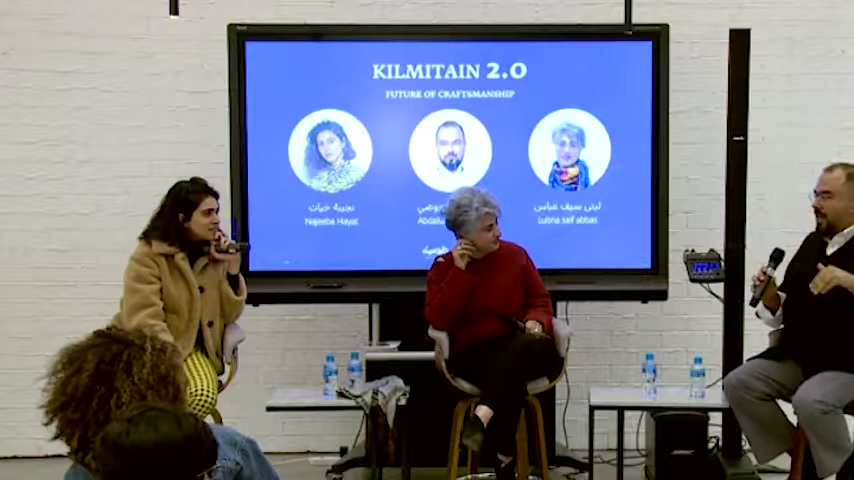 KILMITAIN 2.0
FUTURE OF CRAFTSMANSHIP
نجيبة حيات
Najeeba Hayat
لبنى سيف عباس
Lubna saif abbas